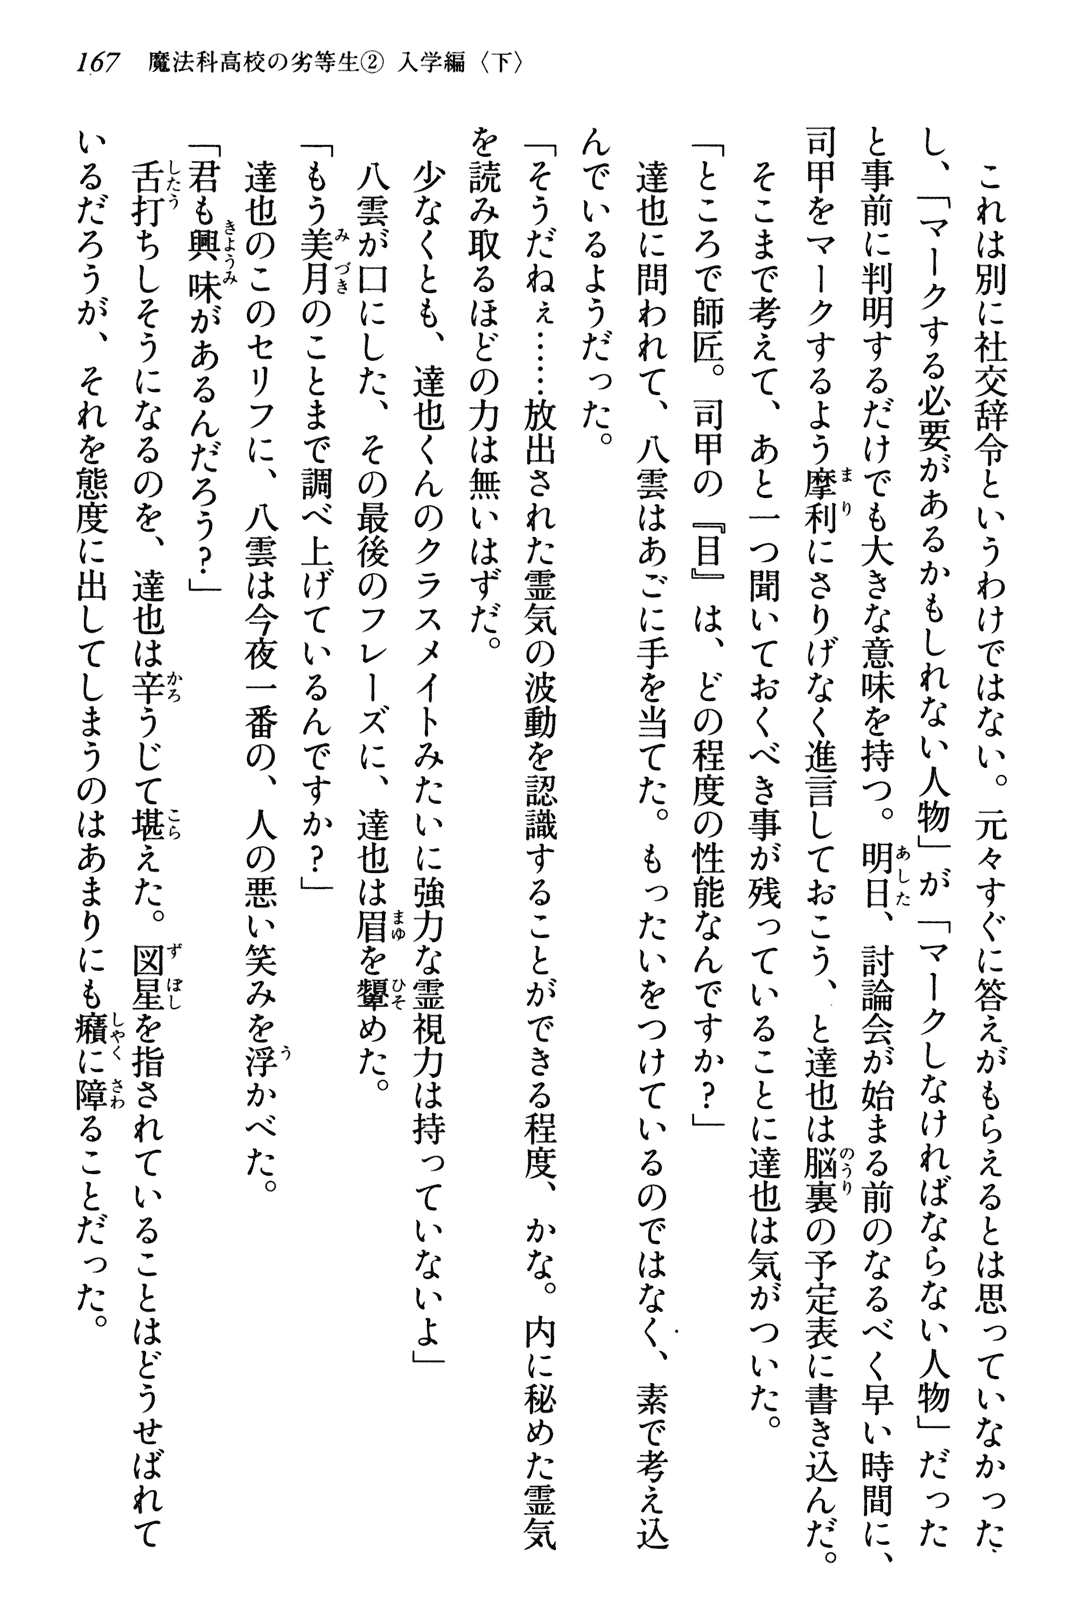 167　魔法科高校の劣等生② 入学編〈下〉
　これは別に社交辞令というわけではない。元々すぐに答えがもらえるとは思っていなかった
し、「マークする必要があるかもしれない人物」が「マークしなければならない人物」だった
と事前に判明するだけでも大きな意味を持つ。明日、討論会が始まる前のなるべく早い時間に、
司甲をマークするよう摩利にさりげなく進言しておこう、と達也は脳裏の予定表に書き込んだ。
　そこまで考えて、あと一つ聞いておくべき事が残っていることに達也は気がついた。
「ところで師匠。司甲の『目』は、どの程度の性能なんですか？」
　達也に問われて、八雲はあごに手を当てた。もったいをつけているのではなく、素で考え込
んでいるようだった。
「そうだねぇ……放出された霊気の波動を認識することができる程度、かな。内に秘めた霊気
を読み取るほどの力は無いはずだ。
　少なくとも、達也くんのクラスメイトみたいに強力な霊視力は持っていないよ」
　八雲が口にした、その最後のフレーズに、達也は眉を顰めた。
「もう美月のことまで調べ上げているんですか？」
　達也のこのセリフに、八雲は今夜一番の、人の悪い笑みを浮かべた。
「君も興味があるんだろう？」
　舌打ちしそうになるのを、達也は辛うじて堪えた。図星を指されていることはどうせばれて
いるだろうが、それを態度に出してしまうのはあまりにも癪に障ることだった。